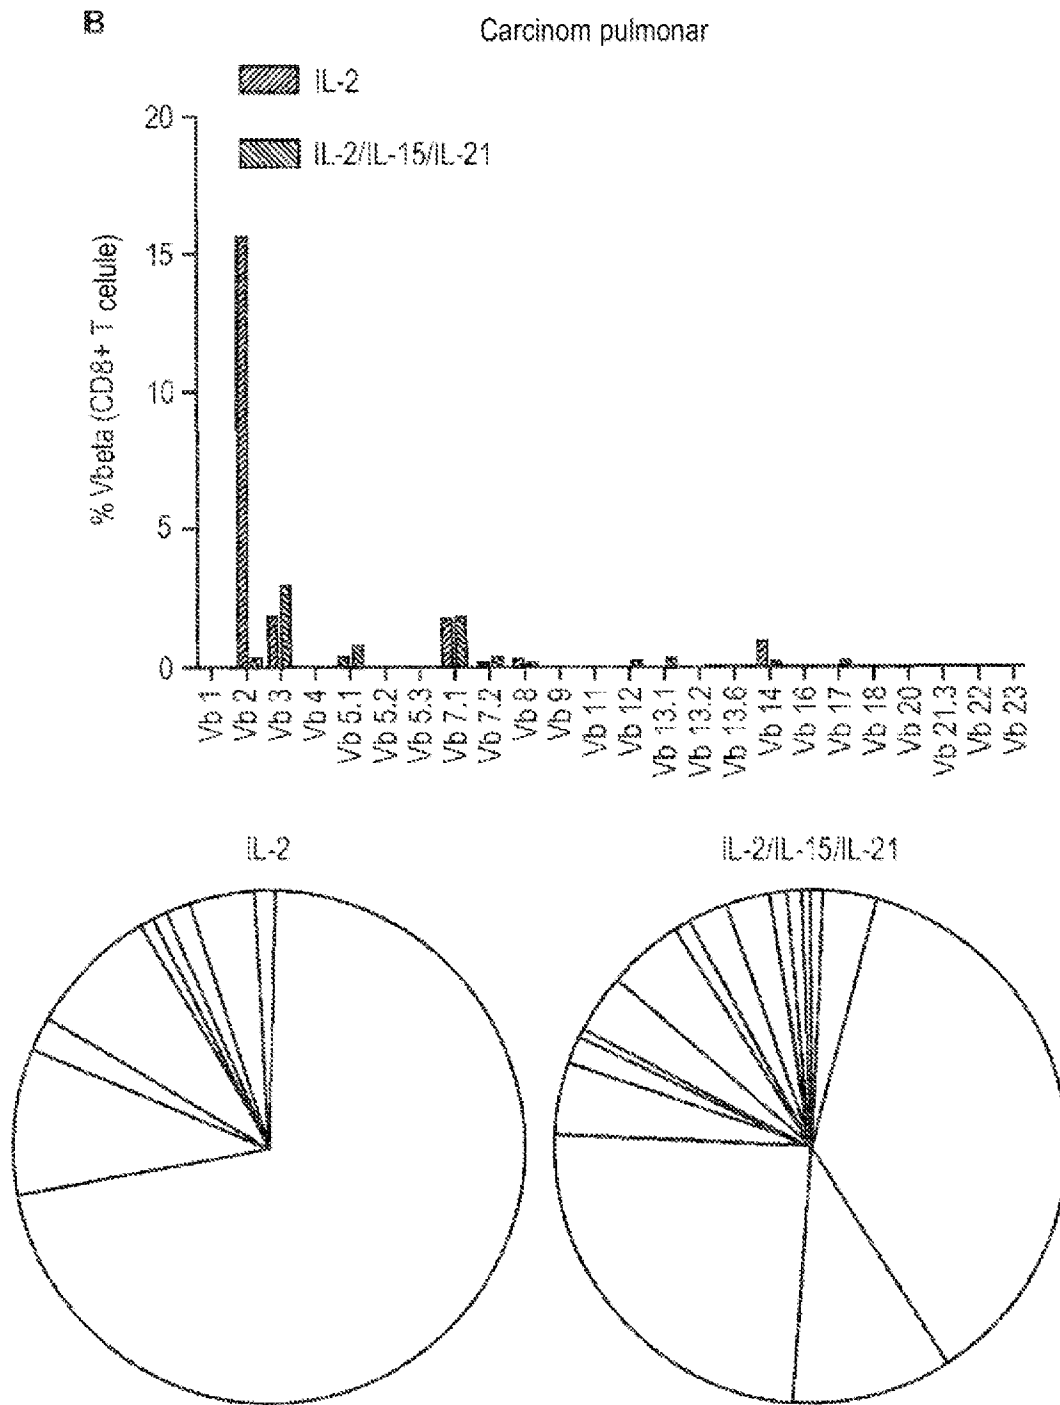 B
Carcinom pulmonar
IL-2
IL-2/IL-15/IL-21
% Vbeta (CD8+ T celule)
20
15
10
5
0
Vb 1
Vb 2
Vb 3
Vb 4
Vb 5.1
Vb 5.2
Vb 5.3
Vb 7.1
Vb 7.2
Vb 8
Vb 9
Vb 11
Vb 12
Vb 13.1
Vb 13.2
Vb 13.6
Vb 14
Vb 16
Vb 17
Vb 18
Vb 20
Vb 21.3
Vb 22
Vb 23
IL-2
IL-2/IL-15/IL-21